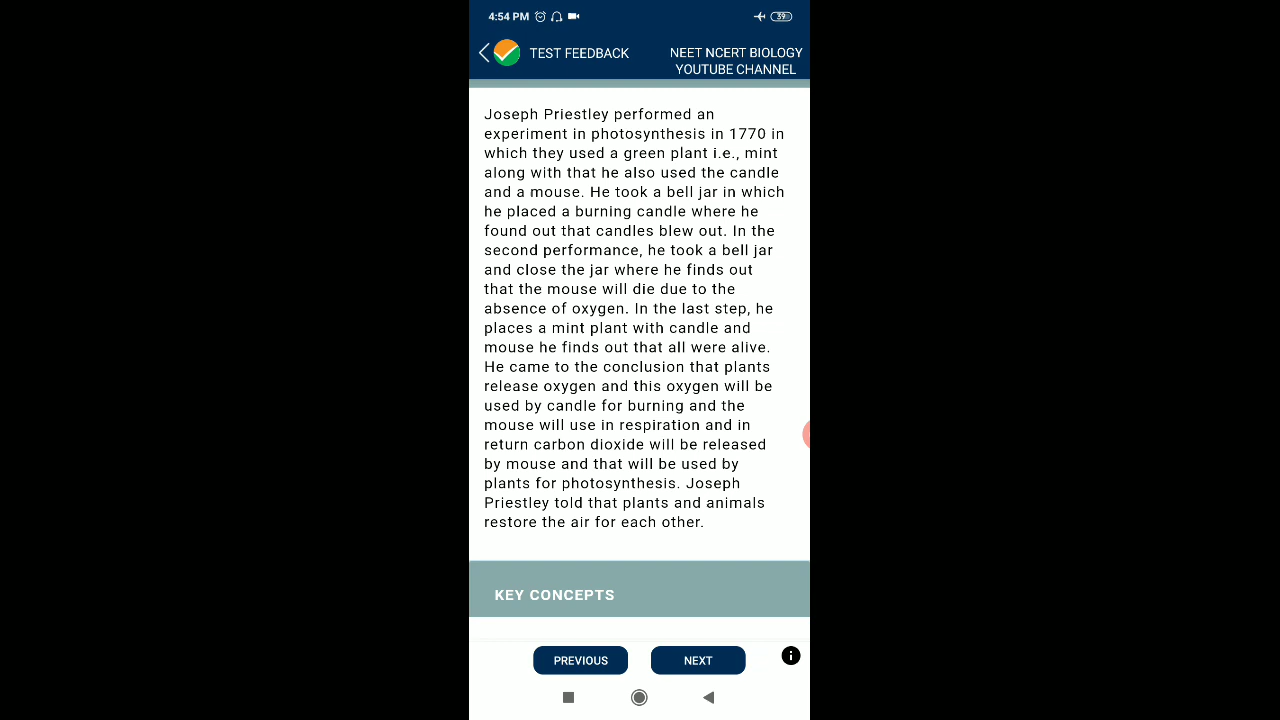 4:54 PM
39
TEST FEEDBACK
NEET NCERT BIOLOGY
YOUTUBE CHANNEL
Joseph Priestley performed an
experiment in photosynthesis in 1770 in
which they used a green plant i.e., mint
along with that he also used the candle
and a mouse. He took a bell jar in which
he placed a burning candle where he
found out that candles blew out. In the
second performance, he took a bell jar
and close the jar where he finds out
that the mouse will die due to the
absence of oxygen. In the last step, he
places a mint plant with candle and
mouse he finds out that all were alive.
He came to the conclusion that plants
release oxygen and this oxygen will be
used by candle for burning and the
mouse will use in respiration and in
return carbon dioxide will be released
by mouse and that will be used by
plants for photosynthesis. Joseph
Priestley told that plants and animals
restore the air for each other.
KEY CONCEPTS
PREVIOUS
NEXT